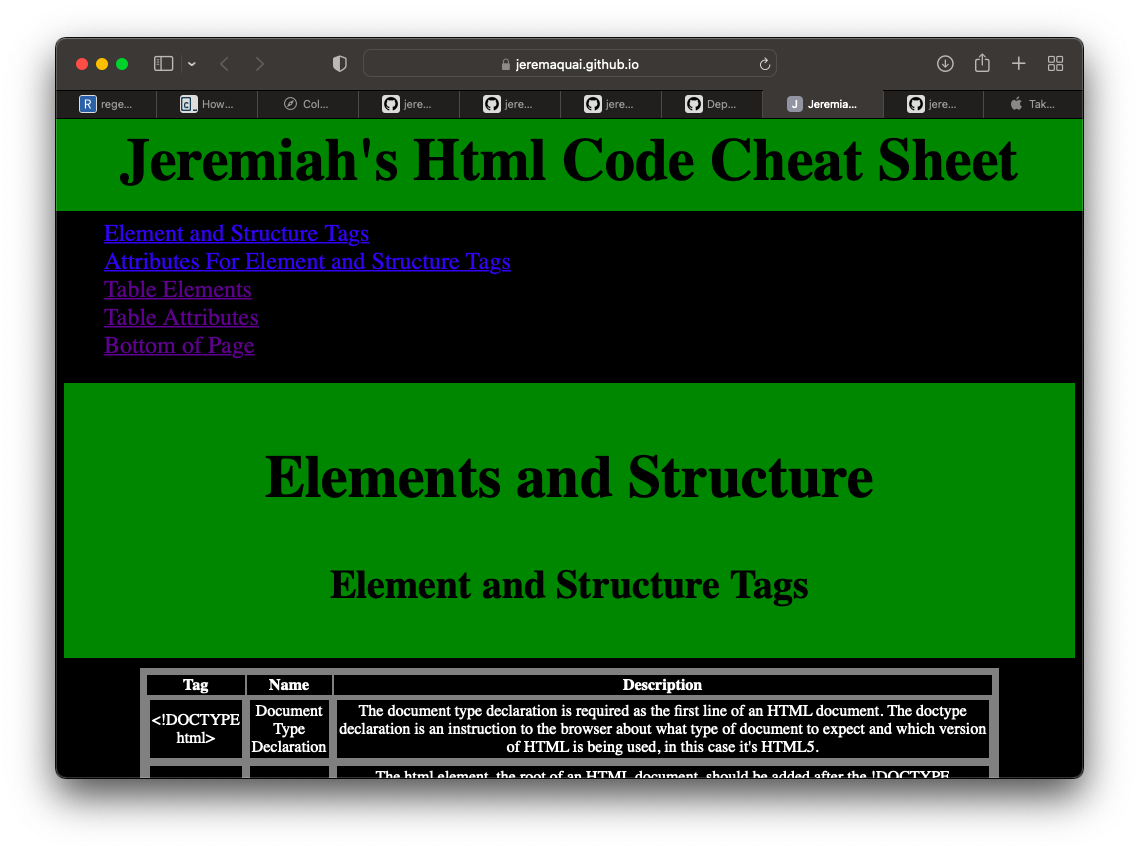 jeremaquai.github.io
rege...
How...
Col...
jere...
jere...
jere...
Dep...
J
Jeremia...
jere...
Tak...
Jeremiah's Html Code Cheat Sheet
Element and Structure Tags
Attributes For Element and Structure Tags
Table Elements
Table Attributes
Bottom of Page
Elements and Structure
Element and Structure Tags
Tag Name Description
<!DOCTYPE
html>
Document
Type
Declaration
The document type declaration is required as the first line of an HTML document. The doctype
declaration is an instruction to the browser about what type of document to expect and which version
of HTML is being used, in this case it's HTML5.
The html element, the root of an HTML document, should be added after the !DOCTYPE